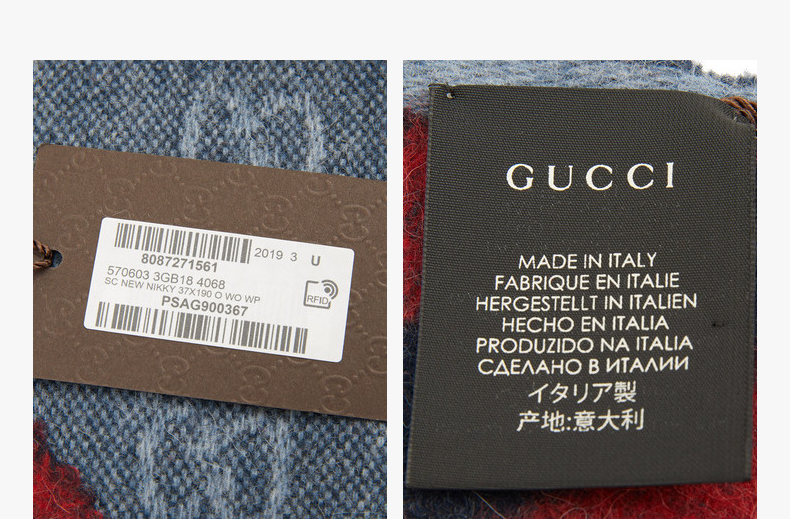 8087271561
2019 3 U
570603 3GB18 4068
SC NEW NIKKY 37X190 O WO WP
RFID
PSAG900367
GUCCI
MADE IN ITALY
FABRIQUE EN ITALIE
HERGESTELLT IN ITALIEN
HECHO EN ITALIA
PRODUZIDO NA ITALIA
СДЕЛАНО В ИТАЛИИ
イタリア製
产地:意大利